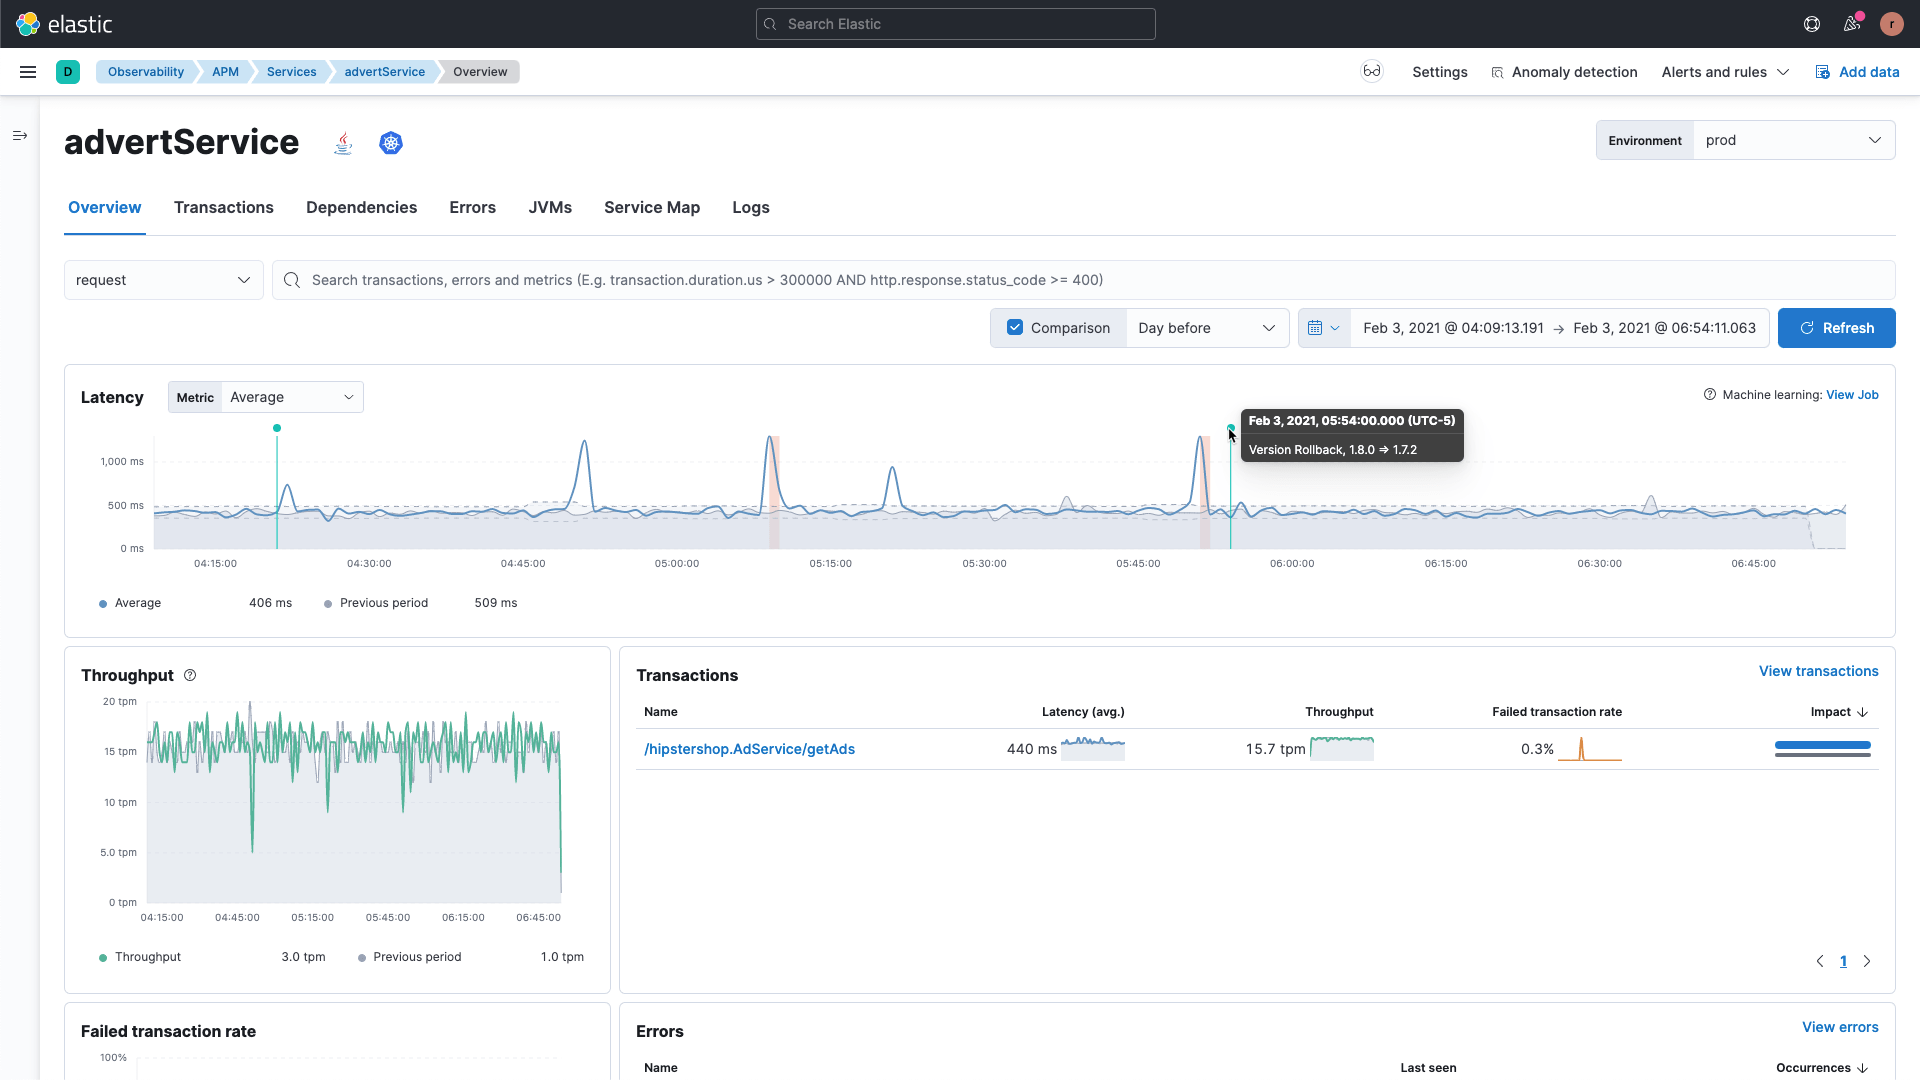 elastic
Search Elastic
r
D
Observability
APM
Services
advertService
Overview
Settings
Anomaly detection
Alerts and rules
Add data
advertService
Environment
prod
Overview
Transactions
Dependencies
Errors
JVMs
Service Map
Logs
request
Search transactions, errors and metrics (E.g. transaction.duration.us > 300000 AND http.response.status_code >= 400)
Comparison
Day before
Feb 3, 2021 @ 04:09:13.191 → Feb 3, 2021 @ 06:54:11.063
Refresh
Latency
Metric
Average
Machine learning: View Job
Feb 3, 2021, 05:54:00.000 (UTC-5)
Version Rollback, 1.8.0 => 1.7.2
1,000 ms
500 ms
0 ms
04:15:00
04:30:00
04:45:00
05:00:00
05:15:00
05:30:00
05:45:00
06:00:00
06:15:00
06:30:00
06:45:00
Average
406 ms
Previous period
509 ms
Throughput
20 tpm
15 tpm
10 tpm
5.0 tpm
0 tpm
04:15:00
04:45:00
05:15:00
05:45:00
06:15:00
06:45:00
Throughput
3.0 tpm
Previous period
1.0 tpm
Transactions
View transactions
Name
Latency (avg.)
Throughput
Failed transaction rate
Impact
/hipstershop.AdService/getAds
440 ms
15.7 tpm
0.3%
1
Failed transaction rate
100%
Errors
View errors
Name
Last seen
Occurrences